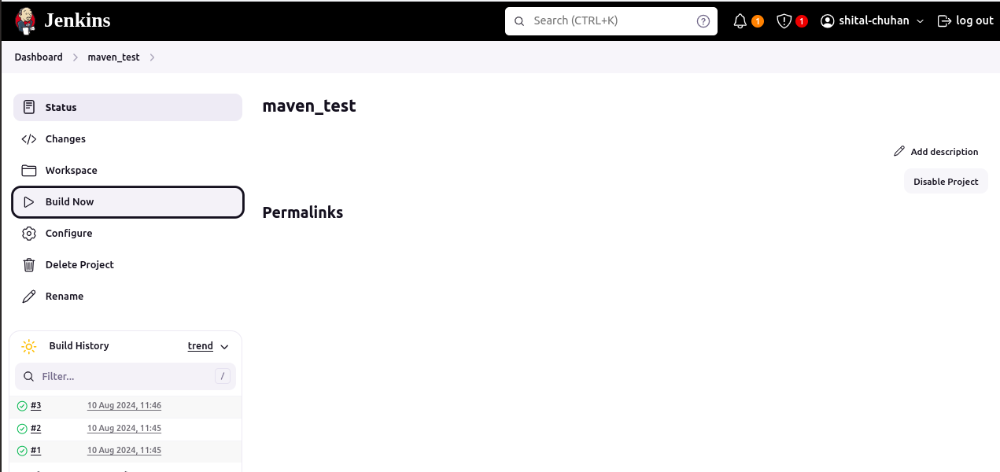 Jenkins
Search (CTRL+K)
?
1
1
shital-chuhan
log out
Dashboard
maven_test
Status
Changes
Workspace
Build Now
Configure
Delete Project
Rename
maven_test
Add description
Disable Project
Permalinks
Build History
trend
Filter...
/
#3 10 Aug 2024, 11:46
#2 10 Aug 2024, 11:45
#1 10 Aug 2024, 11:45